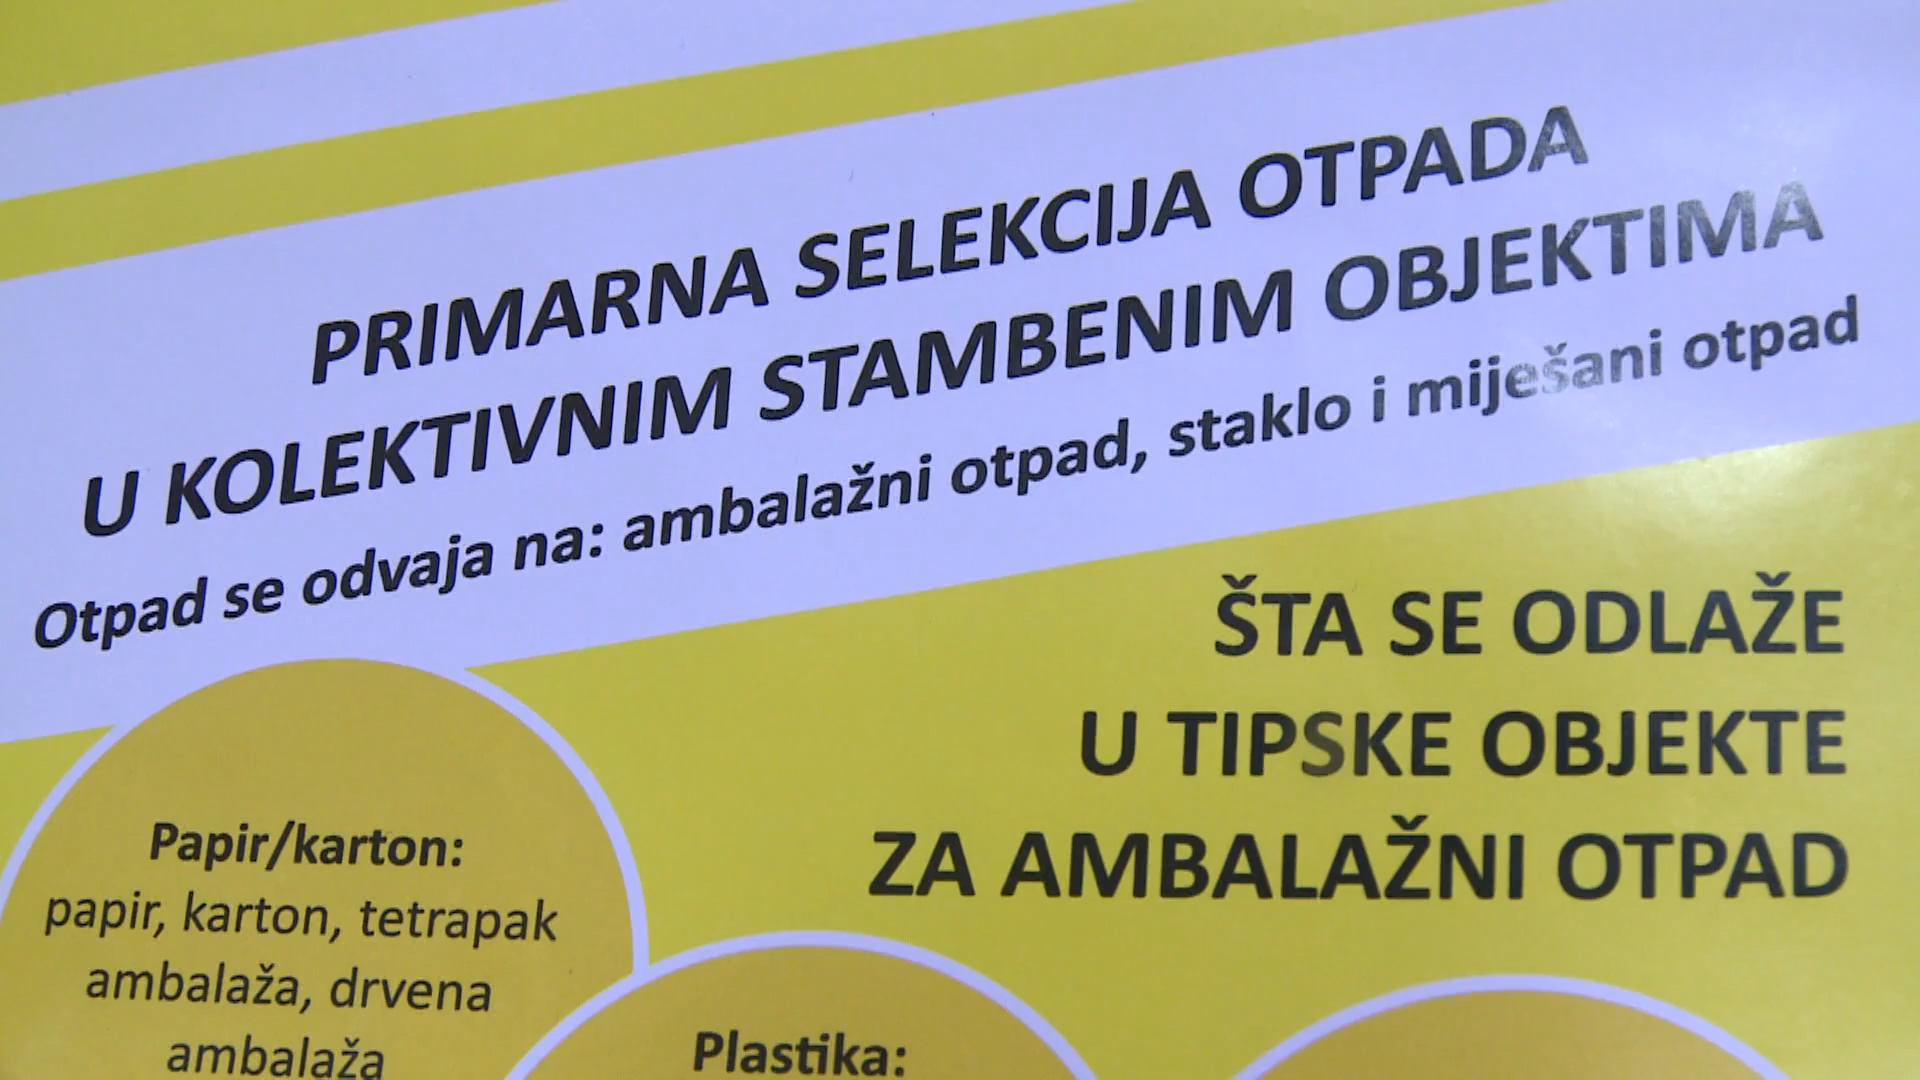 PRIMARNA SELEKCIJA OTPADA
U KOLEKTIVNIM STAMBENIM OBJEKTIMA
Otpad se odvaja na: ambalažni otpad, staklo i miješani otpad
ŠTA SE ODLAŽE
U TIPSKE OBJEKTE
ZA AMBALAŽNI OTPAD
Papir/karton:
papir, karton, tetrapak
ambalaža, drvena
ambalaža
Plastika: